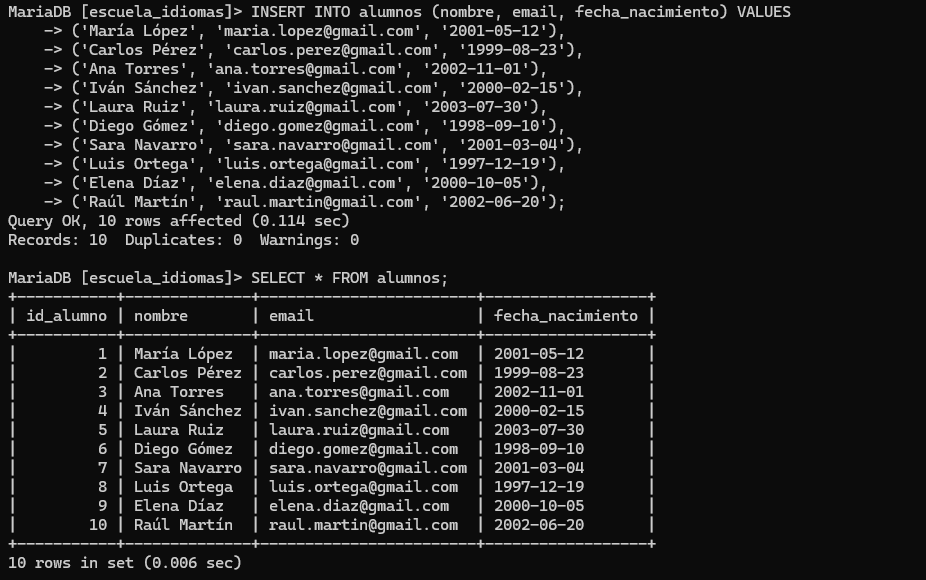 MariaDB [escuela_idiomas]> INSERT INTO alumnos (nombre, email, fecha_nacimiento) VALUES
    -> ('María López', 'maria.lopez@gmail.com', '2001-05-12'),
    -> ('Carlos Pérez', 'carlos.perez@gmail.com', '1999-08-23'),
    -> ('Ana Torres', 'ana.torres@gmail.com', '2002-11-01'),
    -> ('Iván Sánchez', 'ivan.sanchez@gmail.com', '2000-02-15'),
    -> ('Laura Ruiz', 'laura.ruiz@gmail.com', '2003-07-30'),
    -> ('Diego Gómez', 'diego.gomez@gmail.com', '1998-09-10'),
    -> ('Sara Navarro', 'sara.navarro@gmail.com', '2001-03-04'),
    -> ('Luis Ortega', 'luis.ortega@gmail.com', '1997-12-19'),
    -> ('Elena Díaz', 'elena.diaz@gmail.com', '2000-10-05'),
    -> ('Raúl Martín', 'raul.martin@gmail.com', '2002-06-20');
Query OK, 10 rows affected (0.114 sec)
Records: 10  Duplicates: 0  Warnings: 0

MariaDB [escuela_idiomas]> SELECT * FROM alumnos;
+-----------+--------------+------------------------+------------------+
| id_alumno | nombre       | email                  | fecha_nacimiento |
+-----------+--------------+------------------------+------------------+
|         1 | María López  | maria.lopez@gmail.com  | 2001-05-12       |
|         2 | Carlos Pérez | carlos.perez@gmail.com | 1999-08-23       |
|         3 | Ana Torres   | ana.torres@gmail.com   | 2002-11-01       |
|         4 | Iván Sánchez | ivan.sanchez@gmail.com | 2000-02-15       |
|         5 | Laura Ruiz   | laura.ruiz@gmail.com   | 2003-07-30       |
|         6 | Diego Gómez  | diego.gomez@gmail.com  | 1998-09-10       |
|         7 | Sara Navarro | sara.navarro@gmail.com | 2001-03-04       |
|         8 | Luis Ortega  | luis.ortega@gmail.com  | 1997-12-19       |
|         9 | Elena Díaz   | elena.diaz@gmail.com   | 2000-10-05       |
|        10 | Raúl Martín  | raul.martin@gmail.com  | 2002-06-20       |
+-----------+--------------+------------------------+------------------+
10 rows in set (0.006 sec)